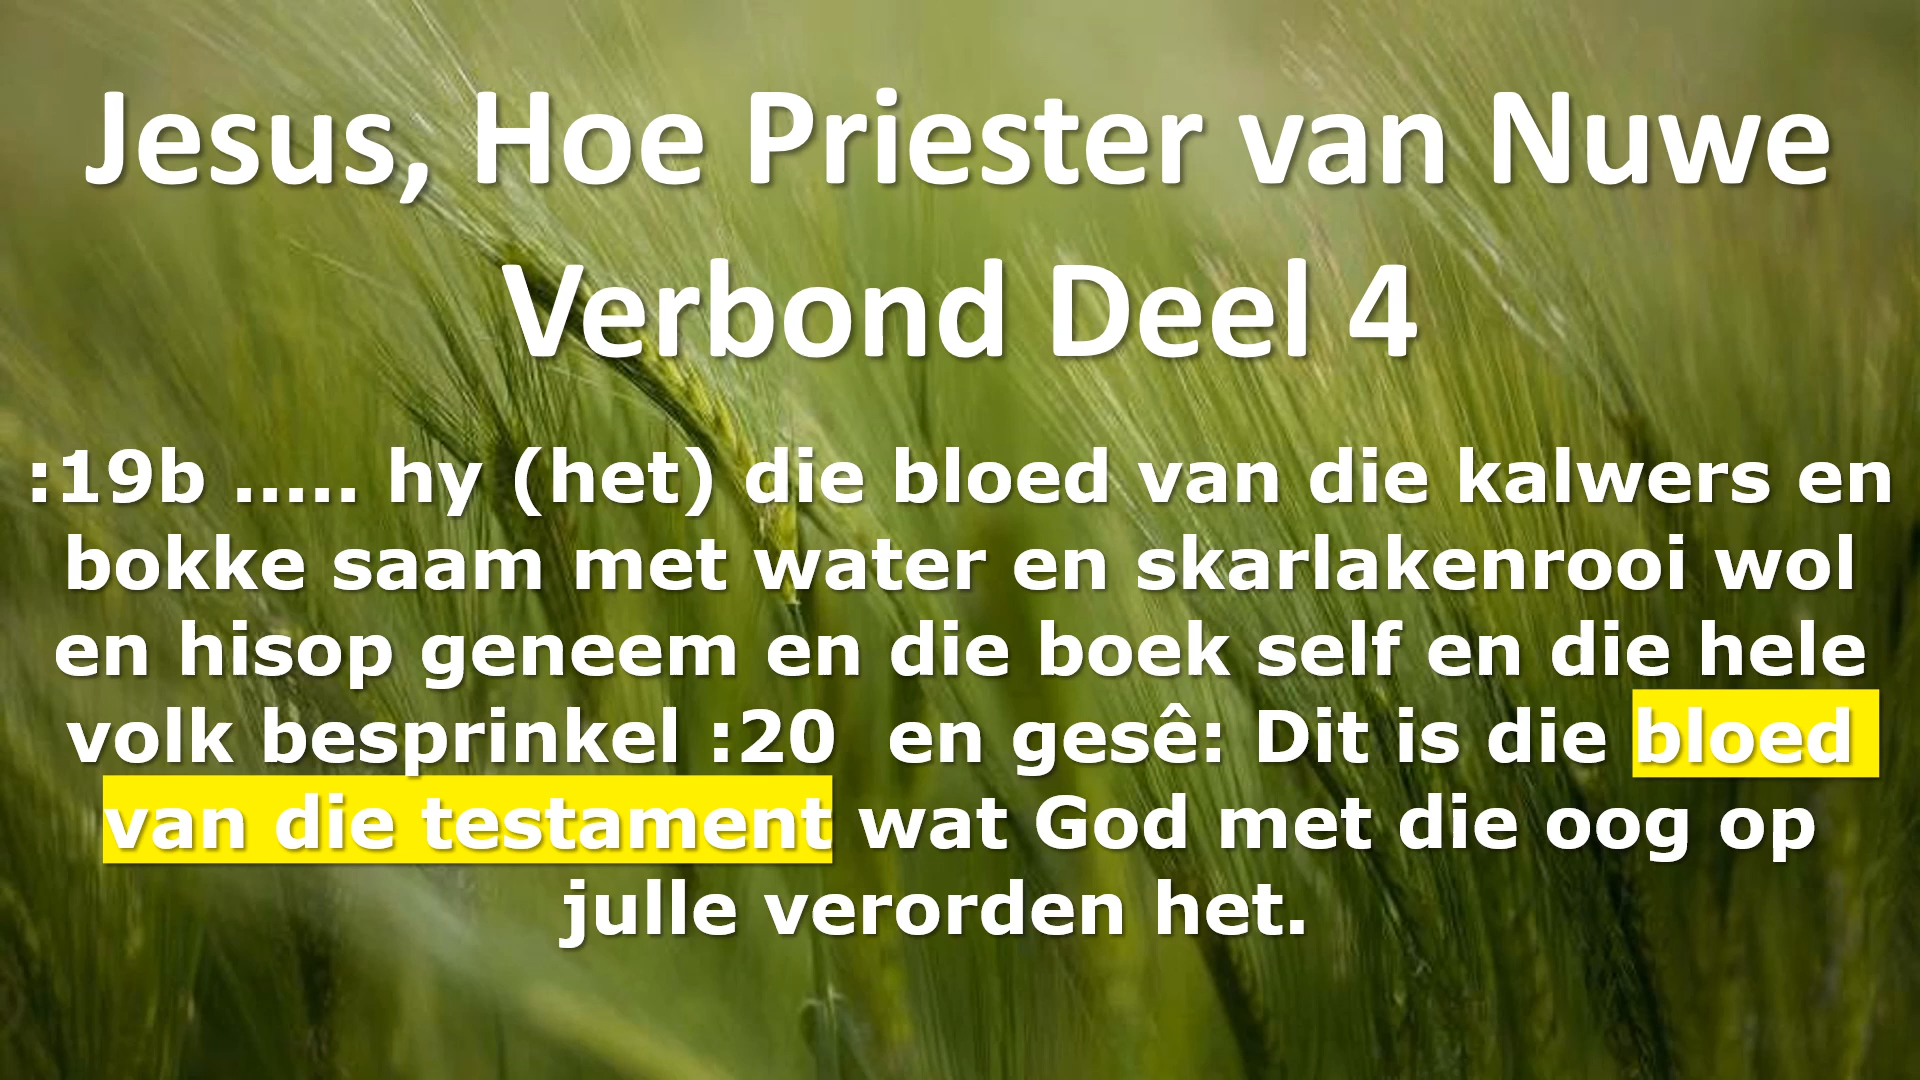 Jesus, Hoe Priester van Nuwe
Verbond Deel 4
:19b ..... hy (het) die bloed van die kalwers en
bokke saam met water en skarlakenrooi wol
en hisop geneem en die boek self en die hele
volk besprinkel :20  en gesê: Dit is die bloed
van die testament wat God met die oog op
julle verorden het.